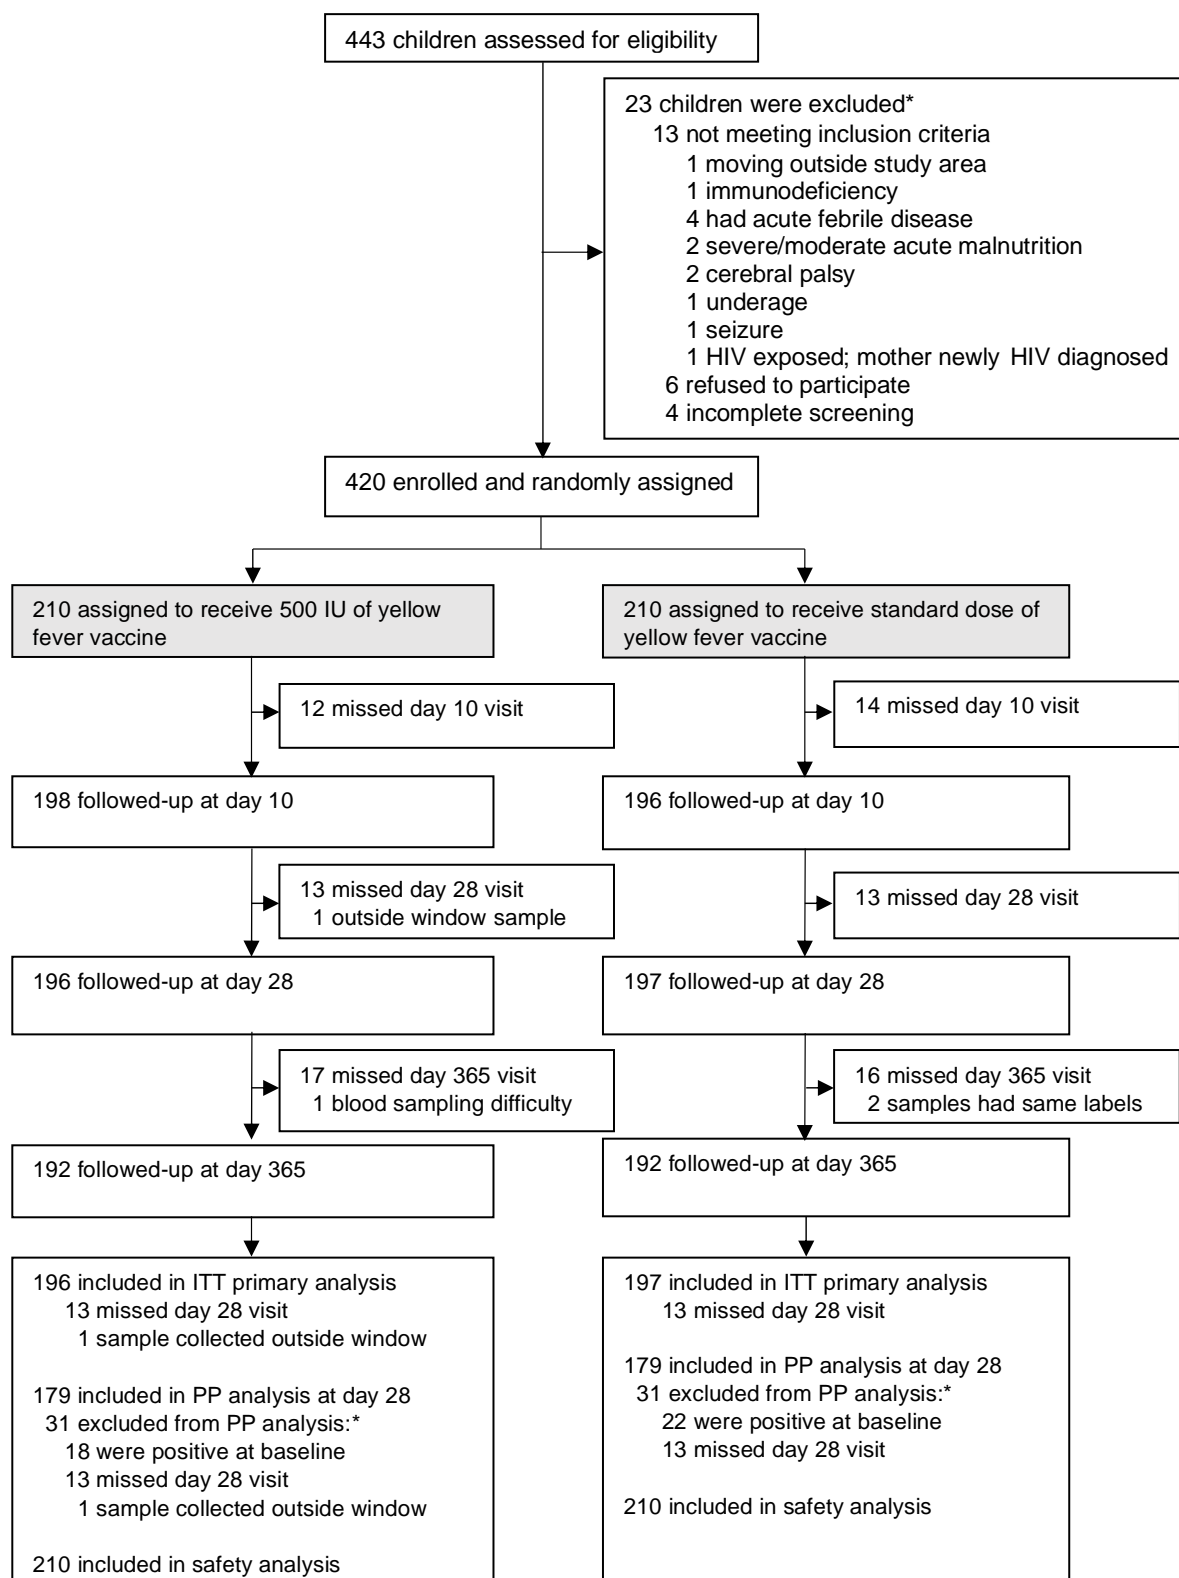 443 children assessed for eligibility
23 children were excluded*
13 not meeting inclusion criteria
1 moving outside study area
1 immunodeficiency
4 had acute febrile disease
2 severe/moderate acute malnutrition
2 cerebral palsy
1 underage
1 seizure
1 HIV exposed; mother newly HIV diagnosed
6 refused to participate
4 incomplete screening
420 enrolled and randomly assigned
210 assigned to receive 500 IU of yellow
fever vaccine
12 missed day 10 visit
198 followed-up at day 10
13 missed day 28 visit
1 outside window sample
196 followed-up at day 28
17 missed day 365 visit
1 blood sampling difficulty
192 followed-up at day 365
196 included in ITT primary analysis
13 missed day 28 visit
1 sample collected outside window
179 included in PP analysis at day 28
31 excluded from PP analysis:*
18 were positive at baseline
13 missed day 28 visit
1 sample collected outside window
210 included in safety analysis
210 assigned to receive standard dose of
yellow fever vaccine
14 missed day 10 visit
196 followed-up at day 10
13 missed day 28 visit
197 followed-up at day 28
16 missed day 365 visit
2 samples had same labels
192 followed-up at day 365
197 included in ITT primary analysis
13 missed day 28 visit
179 included in PP analysis at day 28
31 excluded from PP analysis:*
22 were positive at baseline
13 missed day 28 visit
210 included in safety analysis